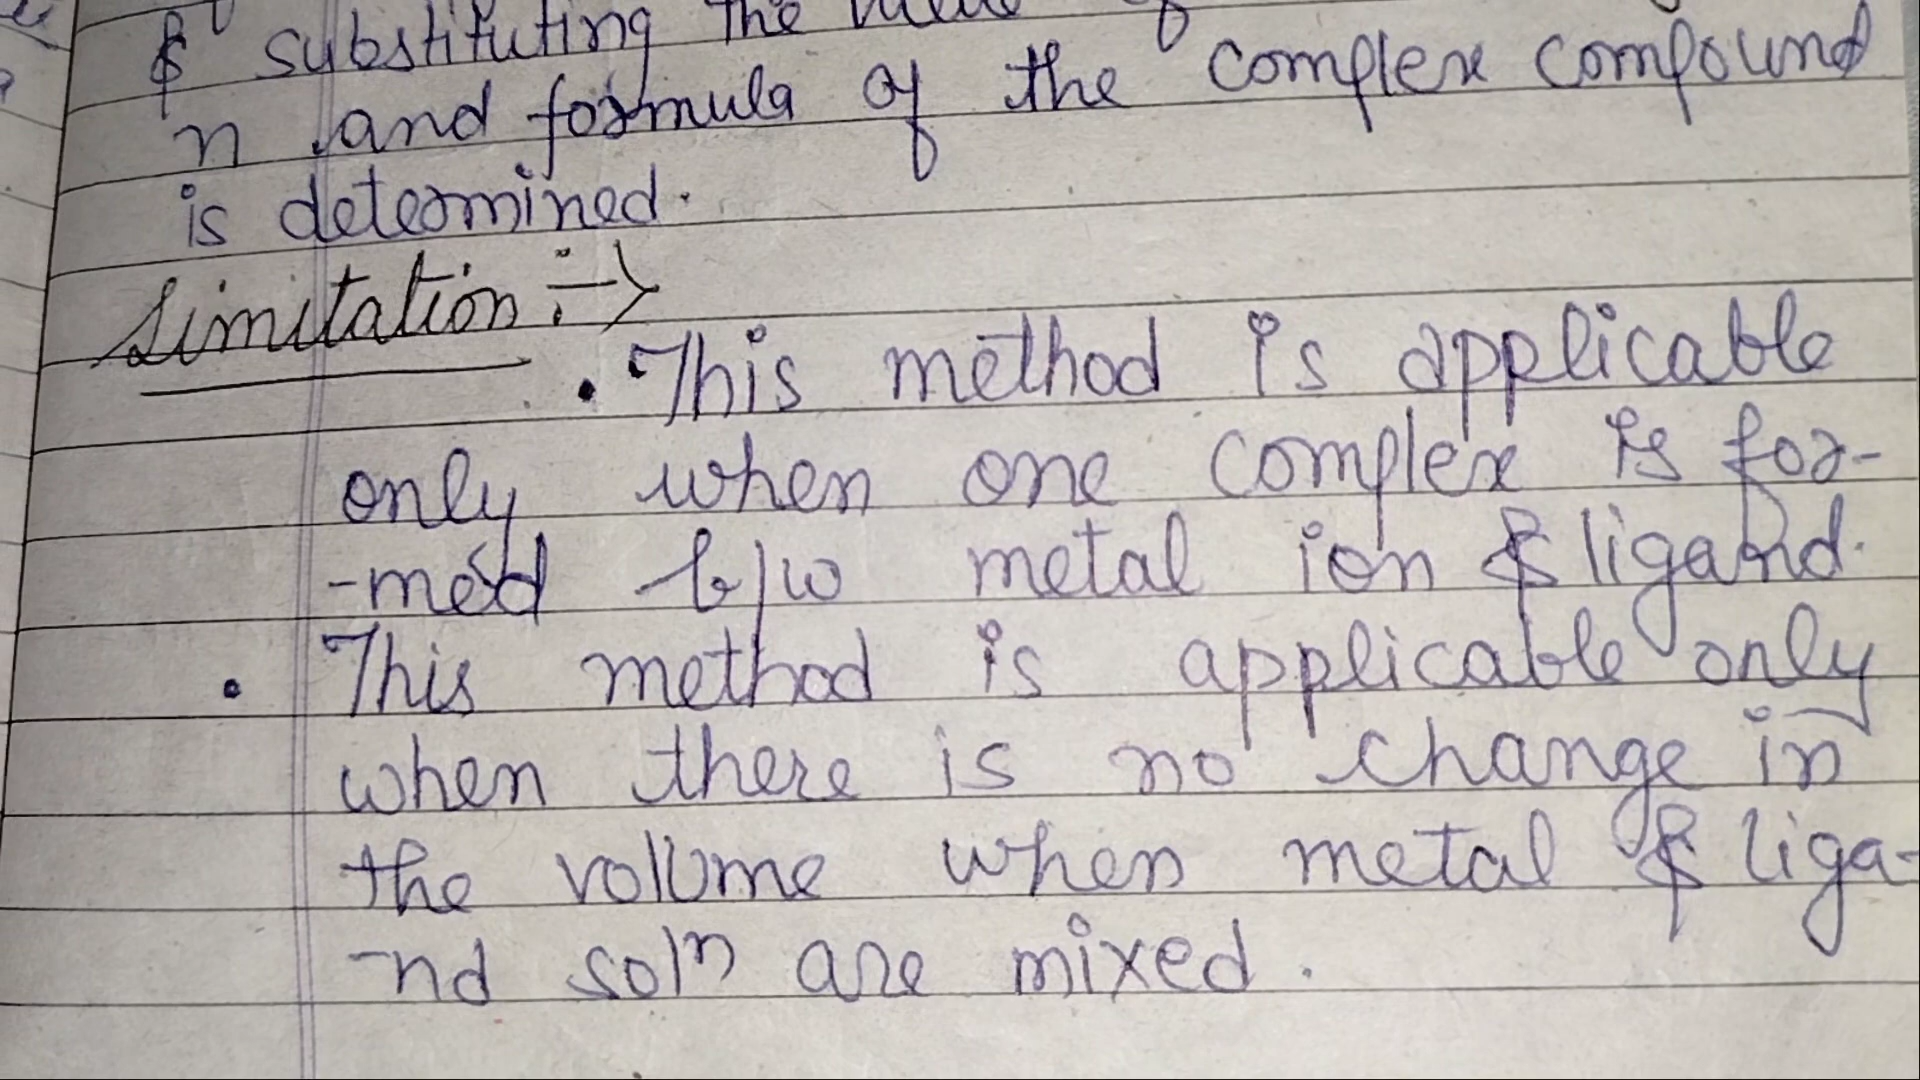 & substituting the value of
n and formula of the complex compound
is determined.
Limitation :->
• This method is applicable
only when one complex is for-
-med b/w metal ion & ligand.
• This method is applicable only
when there is no change in
the volume when metal & liga-
-nd solⁿ are mixed.